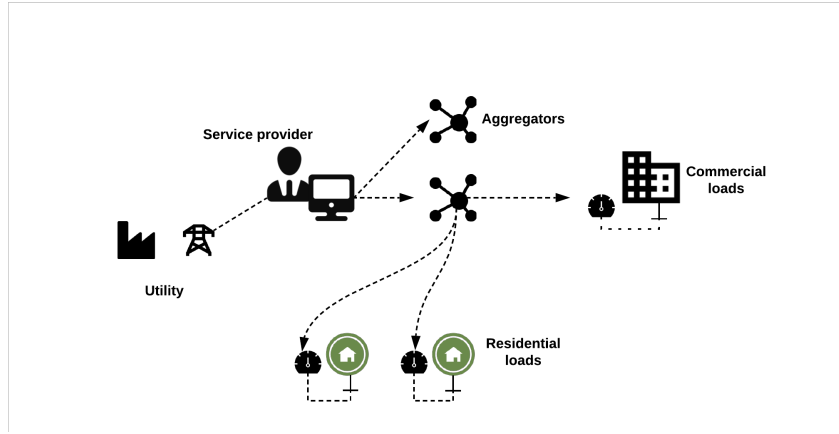 Aggregators
Service provider
Commercial
loads
Utility
Residential
loads